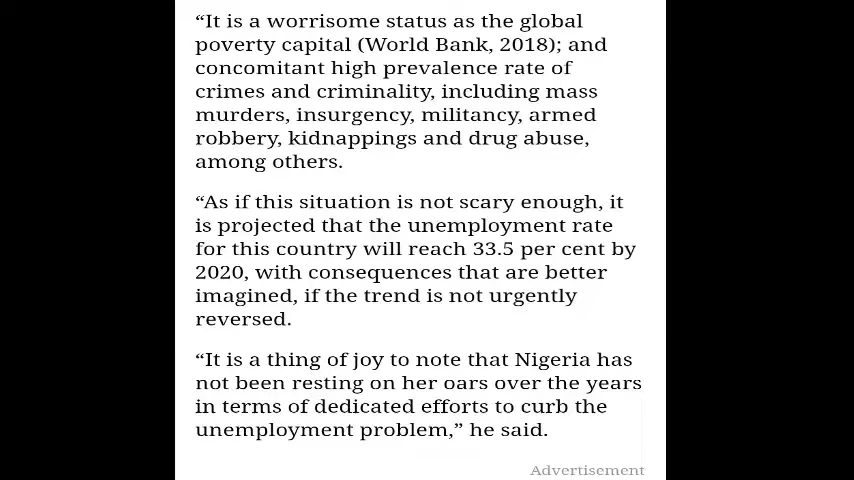 “It is a worrisome status as the global
poverty capital (World Bank, 2018); and
concomitant high prevalence rate of
crimes and criminality, including mass
murders, insurgency, militancy, armed
robbery, kidnappings and drug abuse,
among others.
“As if this situation is not scary enough, it
is projected that the unemployment rate
for this country will reach 33.5 per cent by
2020, with consequences that are better
imagined, if the trend is not urgently
reversed.
“It is a thing of joy to note that Nigeria has
not been resting on her oars over the years
in terms of dedicated efforts to curb the
unemployment problem,” he said.
Advertisement